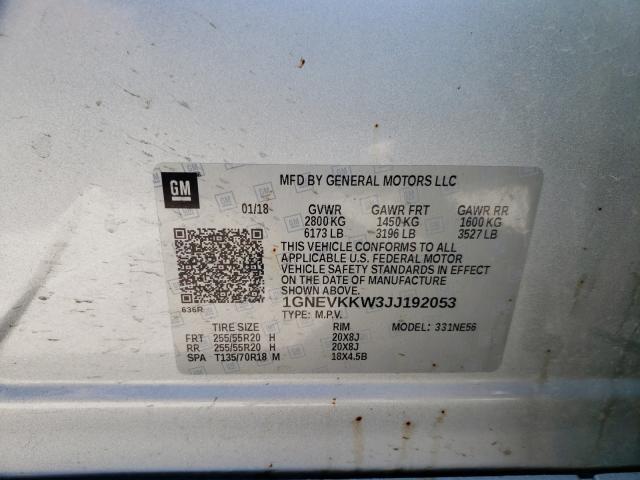 GM
MFD BY GENERAL MOTORS LLC
01/18 GVWR GAWR FRT GAWR RR
2800 KG 1450 KG 1600 KG
6173 LB 3196 LB 3527 LB
THIS VEHICLE CONFORMS TO ALL
APPLICABLE U.S. FEDERAL MOTOR
VEHICLE SAFETY STANDARDS IN EFFECT
ON THE DATE OF MANUFACTURE
SHOWN ABOVE.
636R
1GNEVKKW3JJ192053
TYPE: M.P.V.
TIRE SIZE RIM MODEL: 331NE56
FRT 255/55R20 H 20X8J
RR 255/55R20 H 20X8J
SPA T135/70R18 M 18X4.5B